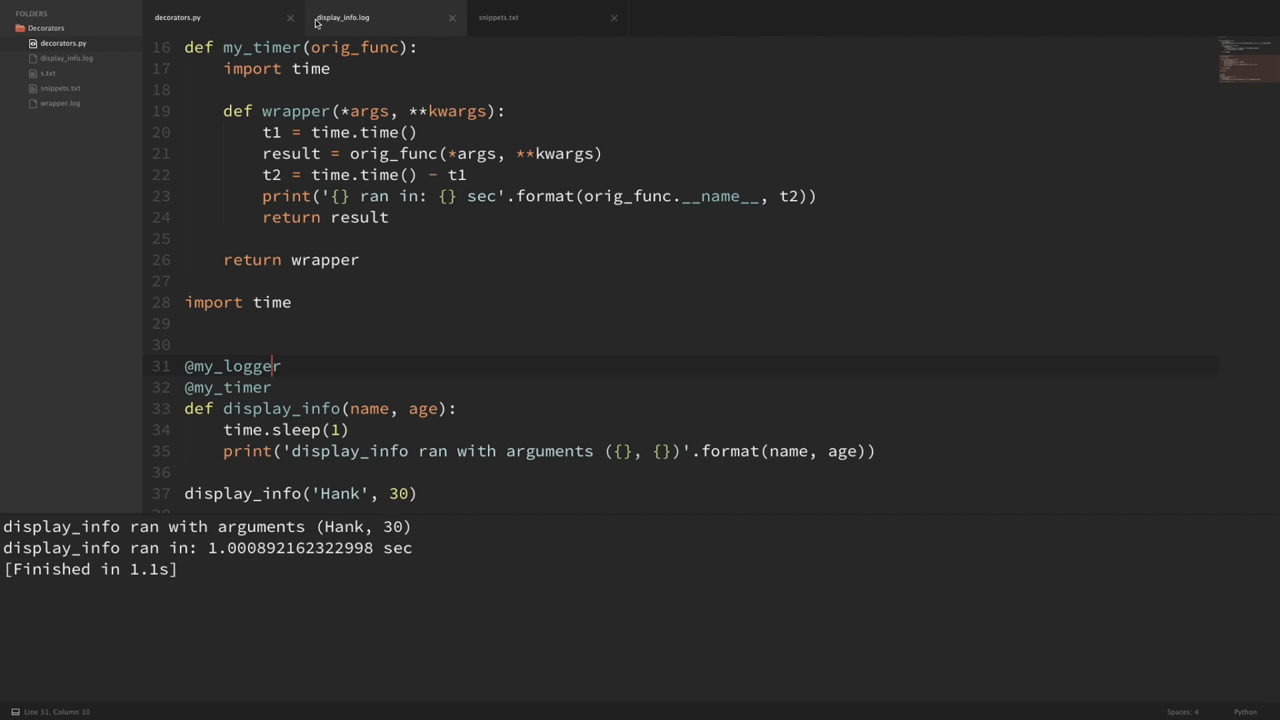 FOLDERS
Decorators
decorators.py
display_info.log
s.txt
snippets.txt
wrapper.log
decorators.py
display_info.log
snippets.txt
16 def my_timer(orig_func):
17     import time
18
19     def wrapper(*args, **kwargs):
20         t1 = time.time()
21         result = orig_func(*args, **kwargs)
22         t2 = time.time() - t1
23         print('{} ran in: {} sec'.format(orig_func.__name__, t2))
24         return result
25
26     return wrapper
27
28 import time
29
30
31 @my_logger
32 @my_timer
33 def display_info(name, age):
34     time.sleep(1)
35     print('display_info ran with arguments ({}, {})'.format(name, age))
36
37 display_info('Hank', 30)
display_info ran with arguments (Hank, 30)
display_info ran in: 1.000892162322998 sec
[Finished in 1.1s]
Line 31, Column 10
Spaces: 4
Python